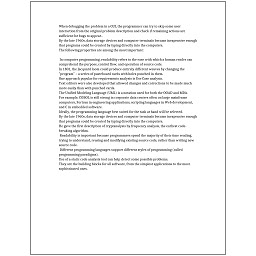 When debugging the problem in a GUI, the programmer can try to skip some user
interaction from the original problem description and check if remaining actions are
sufficient for bugs to appear.
By the late 1960s, data storage devices and computer terminals became inexpensive enough
that programs could be created by typing directly into the computers.
The following properties are among the most important:

In computer programming, readability refers to the ease with which a human reader can
comprehend the purpose, control flow, and operation of source code.
In 1801, the Jacquard loom could produce entirely different weaves by changing the
"program" – a series of pasteboard cards with holes punched in them.
One approach popular for requirements analysis is Use Case analysis.
Text editors were also developed that allowed changes and corrections to be made much
more easily than with punched cards.
The Unified Modeling Language (UML) is a notation used for both the OOAD and MDA.
For example, COBOL is still strong in corporate data centers often on large mainframe
computers, Fortran in engineering applications, scripting languages in Web development,
and C in embedded software.
Ideally, the programming language best suited for the task at hand will be selected.
By the late 1960s, data storage devices and computer terminals became inexpensive enough
that programs could be created by typing directly into the computers.
He gave the first description of cryptanalysis by frequency analysis, the earliest code-
breaking algorithm.
Readability is important because programmers spend the majority of their time reading,
trying to understand, reusing and modifying existing source code, rather than writing new
source code.
Different programming languages support different styles of programming (called
programming paradigms).
Use of a static code analysis tool can help detect some possible problems.
They are the building blocks for all software, from the simplest applications to the most
sophisticated ones.